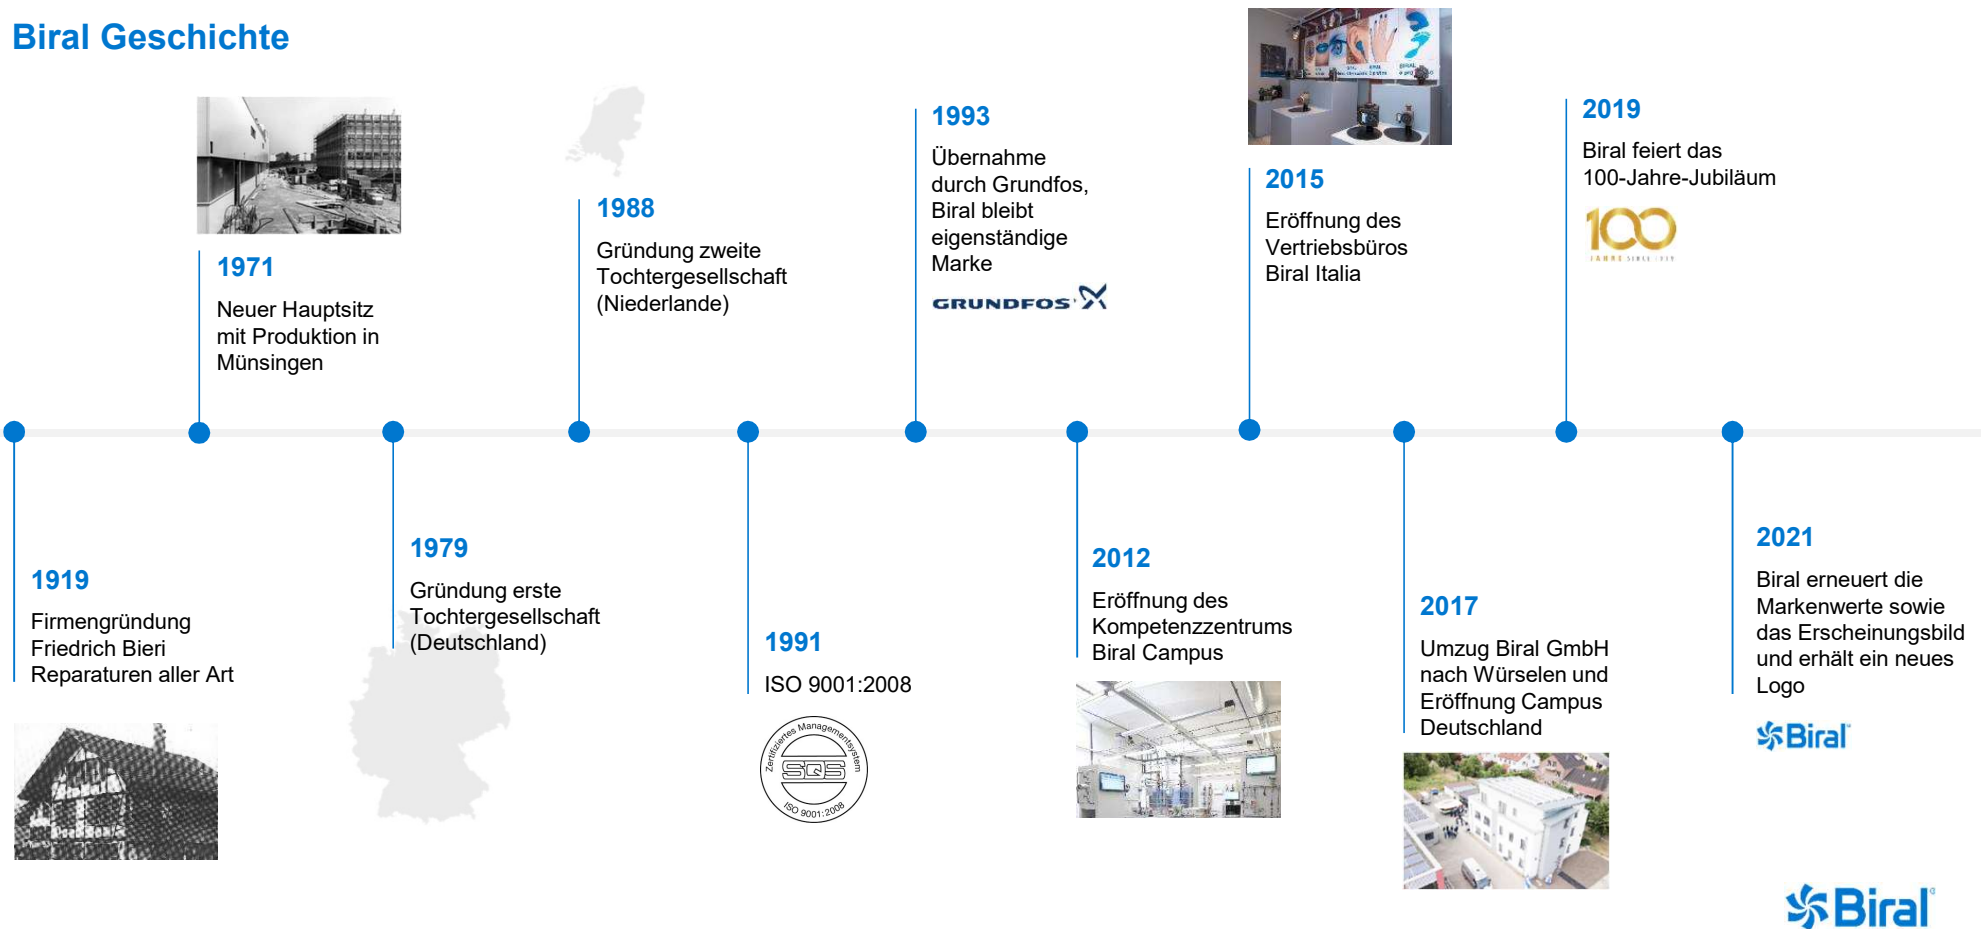 Biral Geschichte
1971
Neuer Hauptsitz
mit Produktion in
Münsingen
1988
Gründung zweite
Tochtergesellschaft
(Niederlande)
1993
Übernahme
durch Grundfos,
Biral bleibt
eigenständige
Marke
GRUNDFOS
2015
Eröffnung des
Vertriebsbüros
Biral Italia
2019
Biral feiert das
100-Jahre-Jubiläum
100
JAHRE SINCE 1919
1919
Firmengründung
Friedrich Bieri
Reparaturen aller Art
1979
Gründung erste
Tochtergesellschaft
(Deutschland)
1991
ISO 9001:2008
Zertifiziertes Managementsystem
SQS
ISO 9001:2008
2012
Eröffnung des
Kompetenzzentrums
Biral Campus
2017
Umzug Biral GmbH
nach Würselen und
Eröffnung Campus
Deutschland
2021
Biral erneuert die
Markenwerte sowie
das Erscheinungsbild
und erhält ein neues
Logo
Biral
Biral